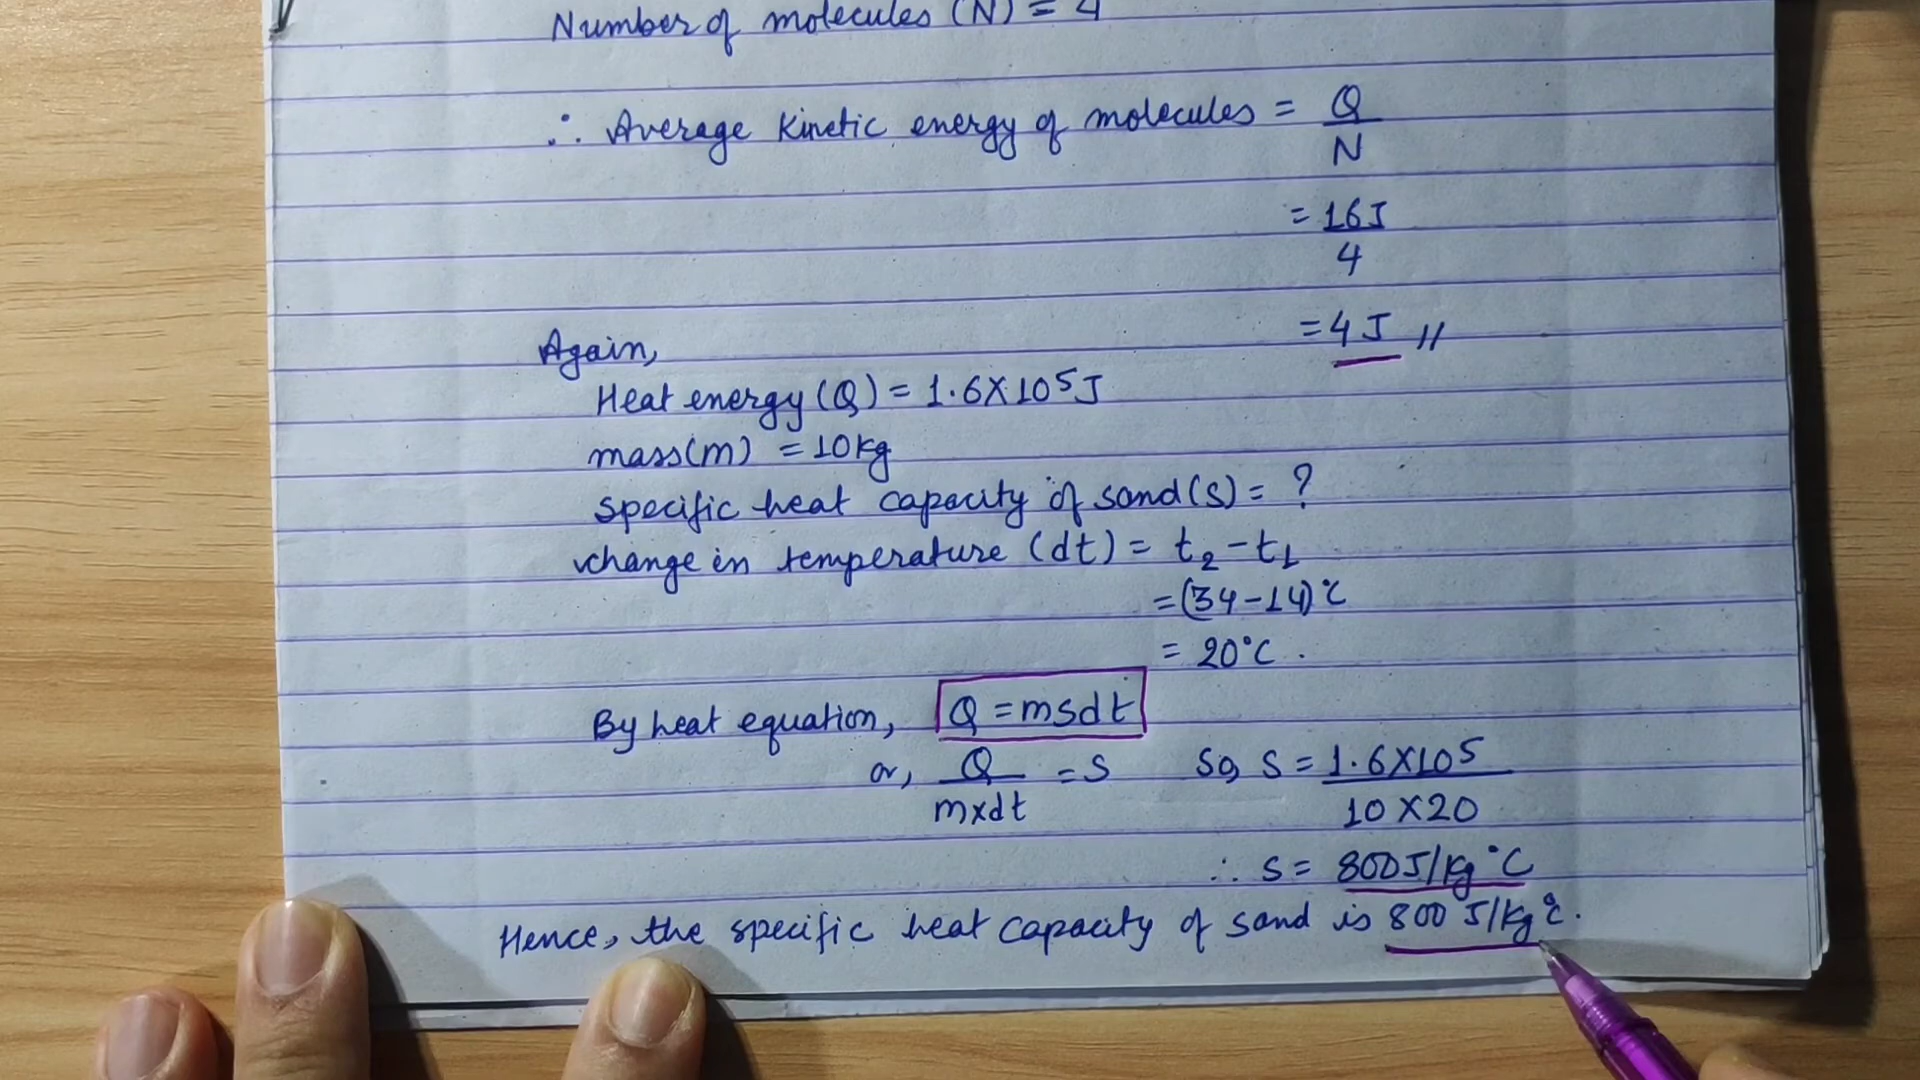 Number of molecules (N) = 4
∴ Average Kinetic energy of molecules = Q/N
= 16J/4
= 4 J //
Again,
Heat energy (Q) = 1.6X10⁵J
mass(m) = 10kg
specific heat capacity of sand(s) = ?
change in temperature (dt) = t₂-t₁
= (34-14)°C
= 20°C .
By heat equation, Q = msdt
or, Q/mxdt = s So, s = 1.6X10⁵/10X20
∴ s = 800J/kg°C
Hence, the specific heat capacity of sand is 800 J/kg°C.